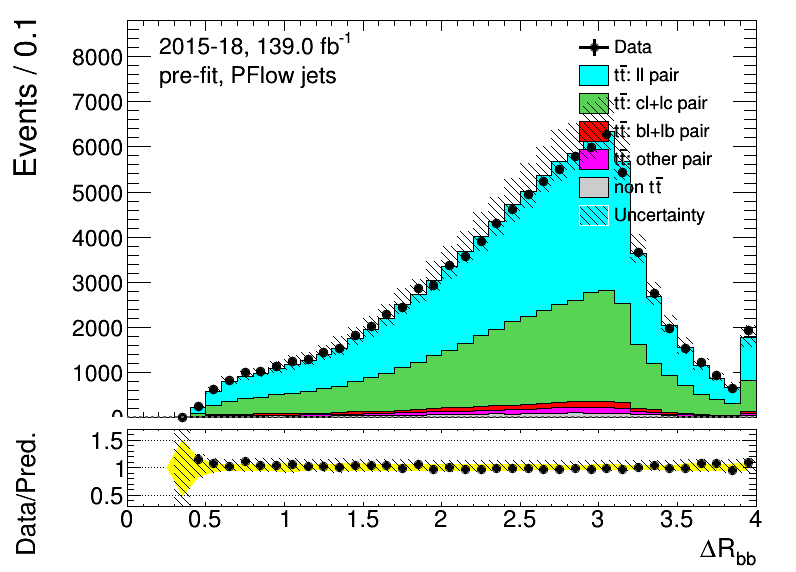 2015-18, 139.0 fb⁻¹
pre-fit, PFlow jets
Data
tt̄: ll pair
tt̄: cl+lc pair
tt̄: bl+lb pair
tt̄: other pair
non tt̄
Uncertainty
Events / 0.1
8000
7000
6000
5000
4000
3000
2000
1000
0
Data/Pred.
1.5
1
0.5
0 0.5 1 1.5 2 2.5 3 3.5 4
ΔR_bb